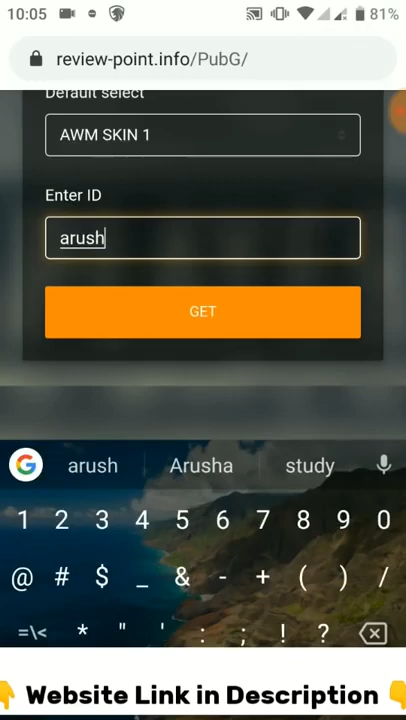 10:05 81%
review-point.info/PubG/
Default select
AWM SKIN 1
Enter ID
arush
GET
G arush Arusha study
1 2 3 4 5 6 7 8 9 0
@ # $ _ & - + ( ) /
=\< * " ' : ; ! ?
👇 Website Link in Description 👇